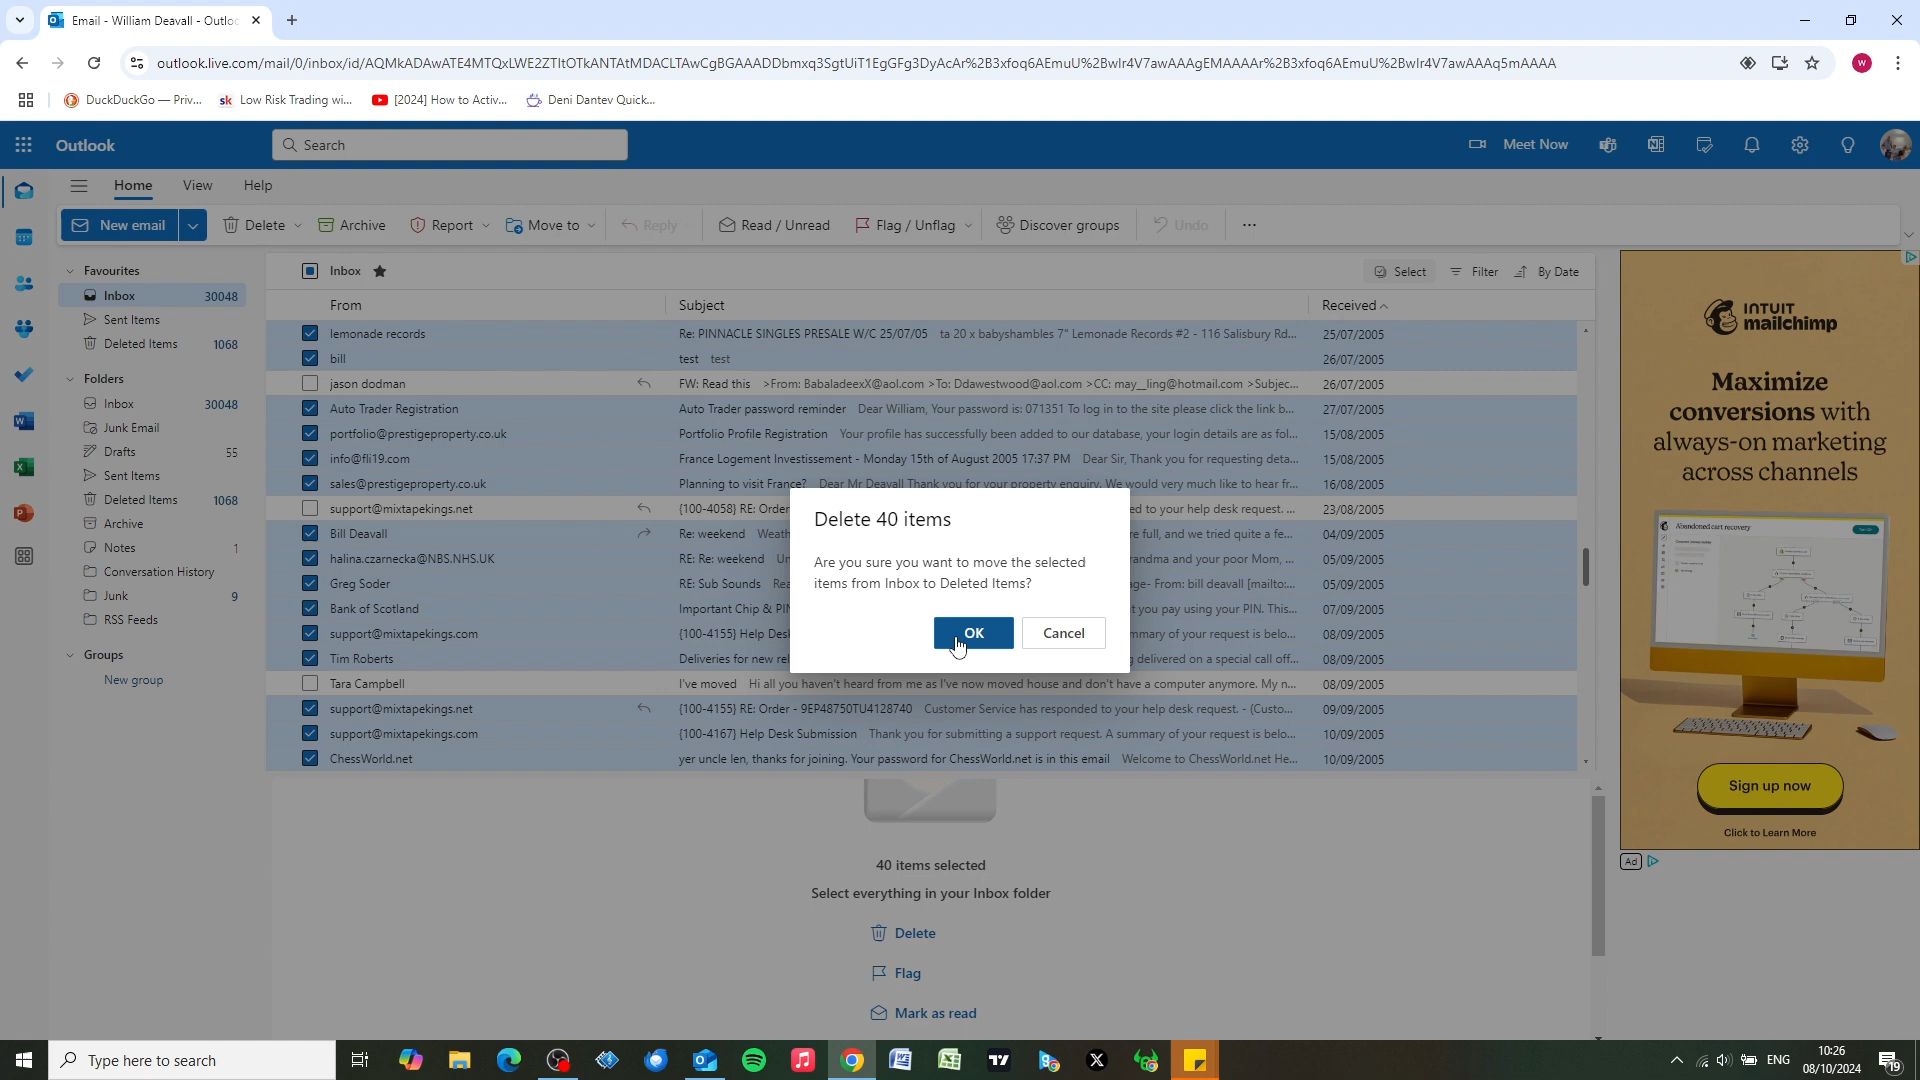 Email - William Deavall - Outloo
outlook.live.com/mail/0/inbox/id/AQMkADAwATE4MTQxLWE2ZTItOTkANTAtMDACLTAwCgBGAAADDbmxq3SgtUiT1EgGFg3DyAcAr%2B3xfoq6AEmuU%2Bwlr4V7awAAAgEMAAAAr%2B3xfoq6AEmuU%2Bwlr4V7awAAAq5mAAAA
W
DuckDuckGo — Priv...
sk Low Risk Trading wi...
[2024] How to Activ...
Deni Dantev Quick...
Outlook
Search
Meet Now
Home View Help
New email
Delete
Archive
Report
Move to
Reply
Read / Unread
Flag / Unflag
Discover groups
Undo
Favourites
Inbox 30048
Sent Items
Deleted Items 1068
Folders
Inbox 30048
Junk Email
Drafts 55
Sent Items
Deleted Items 1068
Archive
Notes 1
Conversation History
Junk 9
RSS Feeds
Groups
New group
Inbox
Select Filter By Date
From Subject Received
lemonade records Re: PINNACLE SINGLES PRESALE W/C 25/07/05 ta 20 x babyshambles 7" Lemonade Records #2 - 116 Salisbury Rd... 25/07/2005
bill test test 26/07/2005
jason dodman FW: Read this >From: BabaladeexX@aol.com >To: Ddawestwood@aol.com >CC: may__ling@hotmail.com >Subjec... 26/07/2005
Auto Trader Registration Auto Trader password reminder Dear William, Your password is: 071351 To log in to the site please click the link b... 27/07/2005
portfolio@prestigeproperty.co.uk Portfolio Profile Registration Your profile has successfully been added to our database, your login details are as fol... 15/08/2005
info@fli19.com France Logement Investissement - Monday 15th of August 2005 17:37 PM Dear Sir, Thank you for requesting deta... 15/08/2005
sales@prestigeproperty.co.uk Planning to visit France? Dear Mr Deavall Thank you for your property enquiry. We would very much like to hear fr... 16/08/2005
support@mixtapekings.net {100-4058} RE: Order ed to your help desk request. ... 23/08/2005
Bill Deavall Re: weekend Weath re full, and we tried quite a fe... 04/09/2005
halina.czarnecka@NBS.NHS.UK RE: Re: weekend Un randma and your poor Mom, ... 05/09/2005
Greg Soder RE: Sub Sounds Rea age- From: bill deavall [mailto:... 05/09/2005
Bank of Scotland Important Chip & PI t you pay using your PIN. This... 07/09/2005
support@mixtapekings.com {100-4155} Help Desk mmary of your request is belo... 08/09/2005
Tim Roberts Deliveries for new rel g delivered on a special call off... 08/09/2005
Tara Campbell I've moved Hi all you haven't heard from me as I've now moved house and don't have a computer anymore. My n... 08/09/2005
support@mixtapekings.net {100-4155} RE: Order - 9EP48750TU4128740 Customer Service has responded to your help desk request. - (Custo... 09/09/2005
support@mixtapekings.com {100-4167} Help Desk Submission Thank you for submitting a support request. A summary of your request is belo... 10/09/2005
ChessWorld.net yer uncle len, thanks for joining. Your password for ChessWorld.net is in this email Welcome to ChessWorld.net He... 10/09/2005
Delete 40 items
Are you sure you want to move the selected
items from Inbox to Deleted Items?
OK Cancel
40 items selected
Select everything in your Inbox folder
Delete
Flag
Mark as read
INTUIT
mailchimp
Maximize
conversions with
always-on marketing
across channels
Abandoned cart recovery
Sign up now
Click to Learn More
Ad
Type here to search
ENG
10:26
08/10/2024
19